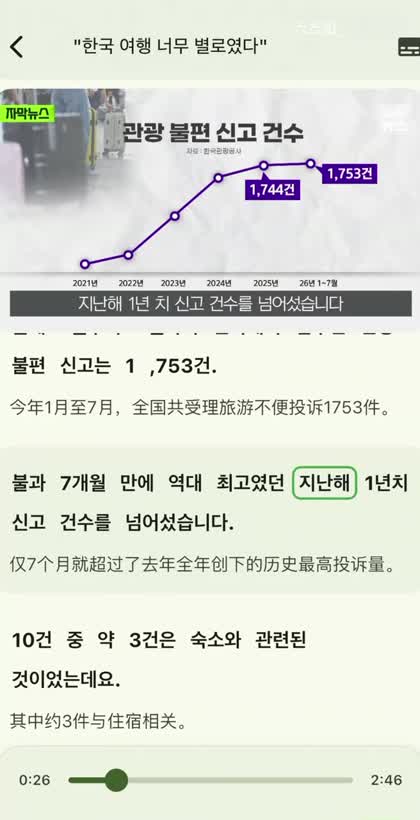 "한국 여행 너무 별로였다"
자막뉴스
관광 불편 신고 건수
자료 : 한국관광공사
1,744건
1,753건
2021년 2022년 2023년 2024년 2025년 26년 1~7월
지난해 1년 치 신고 건수를 넘어섰습니다
불편 신고는 1 ,753건.
今年1月至7月，全国共受理旅游不便投诉1753件。
불과 7개월 만에 역대 최고였던 지난해 1년치
신고 건수를 넘어섰습니다.
仅7个月就超过了去年全年创下的历史最高投诉量。
10건 중 약 3건은 숙소와 관련된
것이었는데요.
其中约3件与住宿相关。
0:26 2:46